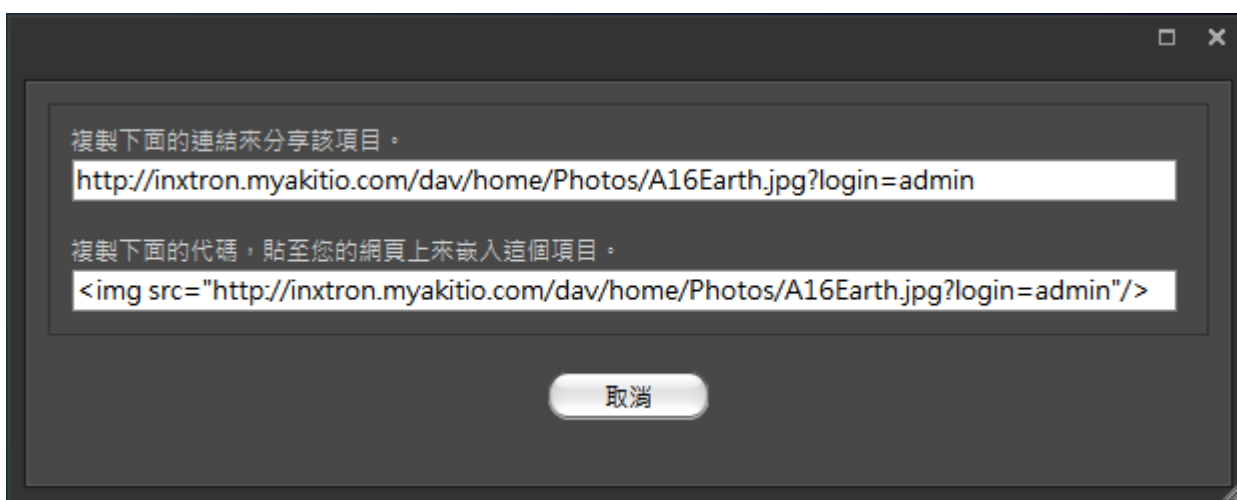 複製下面的連結來分享該項目。
http://inxtron.myakitio.com/dav/home/Photos/A16Earth.jpg?login=admin
複製下面的代碼，貼至您的網頁上來嵌入這個項目。
<img src="http://inxtron.myakitio.com/dav/home/Photos/A16Earth.jpg?login=admin"/>
取消